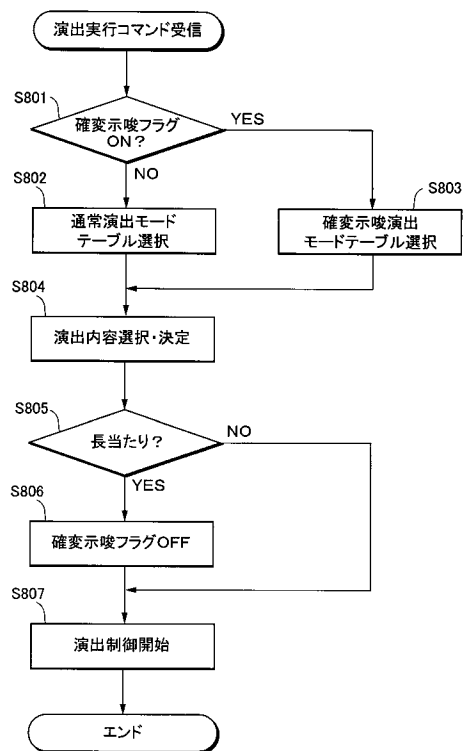 演出実行コマンド受信
S801
確変示唆フラグ
ON?
YES
NO
S802
通常演出モード
テーブル選択
S803
確変示唆演出
モードテーブル選択
S804
演出内容選択・決定
S805
長当たり?
NO
YES
S806
確変示唆フラグOFF
S807
演出制御開始
エンド